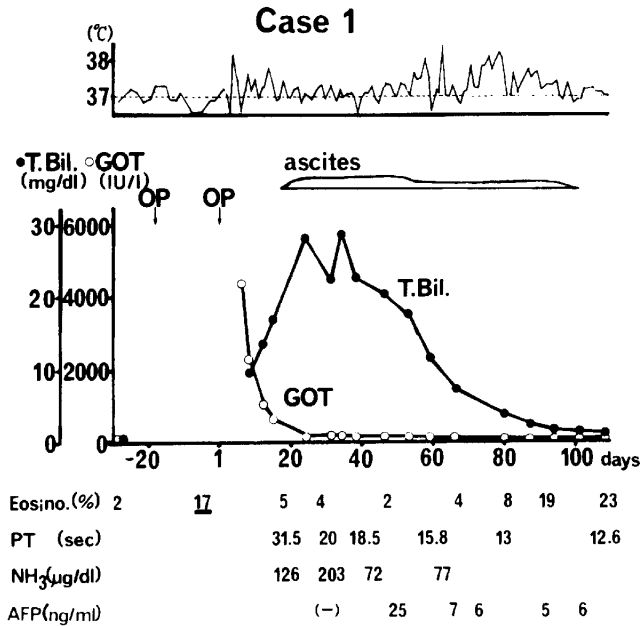 Case 1
(℃)
38
37
•T.Bil. ○GOT
(mg/dl) (IU/l)
ascites
OP OP
30 6000
20 4000
10 2000
0 0
T.Bil.
GOT
-20 1 20 40 60 80 100 days
Eosino.(%) 2 17 5 4 2 4 8 19 23
PT (sec) 31.5 20 18.5 15.8 13 12.6
NH3(μg/dl) 126 203 72 77
AFP(ng/ml) (-) 25 7 6 5 6